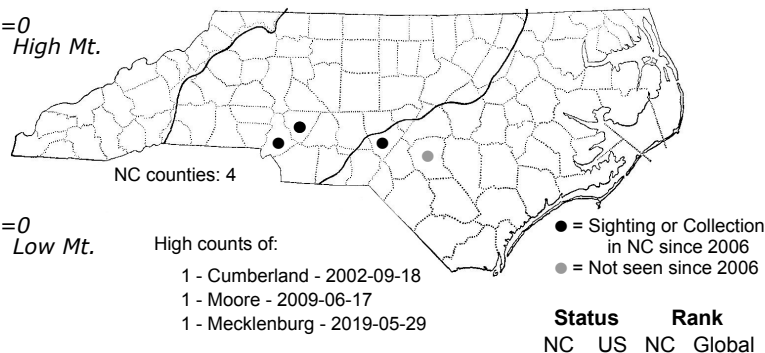 =0
High Mt.
NC counties: 4
=0
Low Mt.
High counts of:
1 - Cumberland - 2002-09-18
1 - Moore - 2009-06-17
1 - Mecklenburg - 2019-05-29
= Sighting or Collection
in NC since 2006
= Not seen since 2006
Status Rank
NC US NC Global